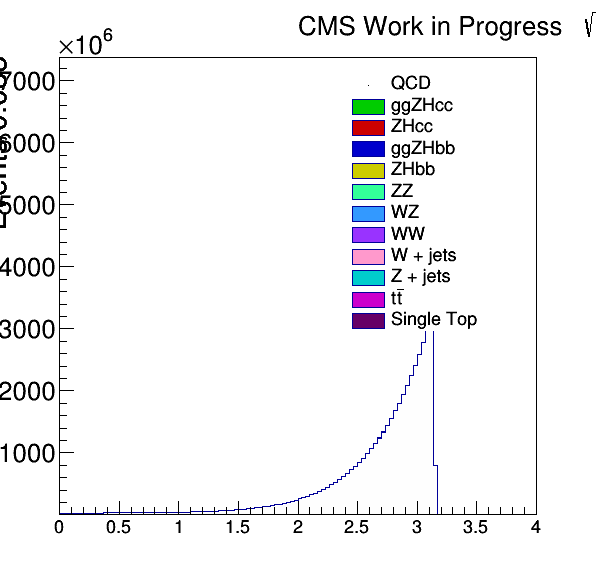 CMS Work in Progress √
×10⁶
7000
6000
5000
4000
3000
2000
1000
QCD
ggZHcc
ZHcc
ggZHbb
ZHbb
ZZ
WZ
WW
W + jets
Z + jets
tt̅
Single Top
0 0.5 1 1.5 2 2.5 3 3.5 4